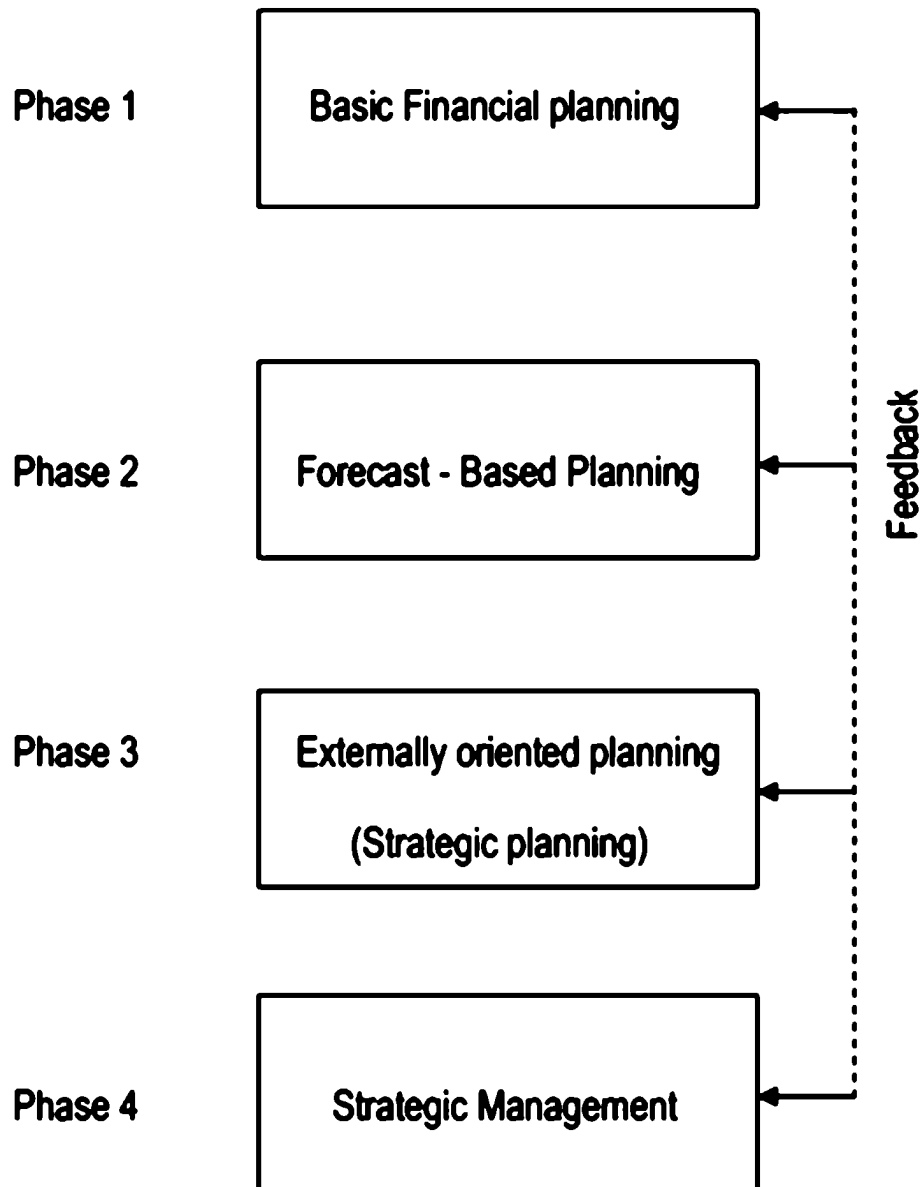 Phase 1
Basic Financial planning
Phase 2
Forecast - Based Planning
Feedback
Phase 3
Externally oriented planning
(Strategic planning)
Phase 4
Strategic Management